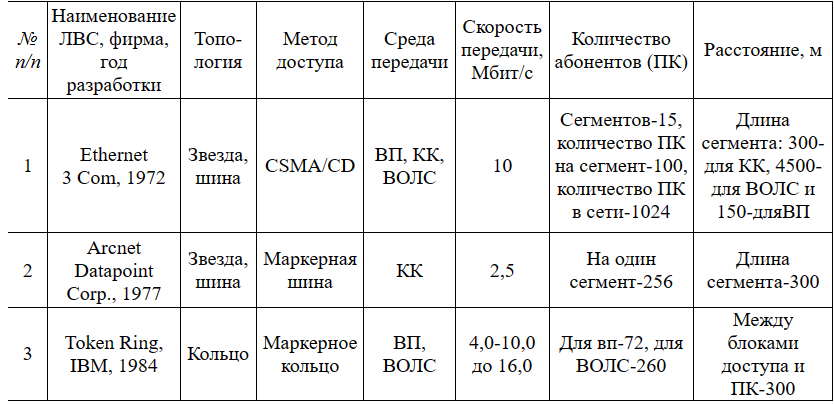 №
п/п
Наименование
ЛВС, фирма,
год
разработки
Топо-
логия
Метод
доступа
Среда
передачи
Скорость
передачи,
Мбит/с
Количество
абонентов (ПК)
Расстояние, м
1
Ethernet
3 Com, 1972
Звезда,
шина
CSMA/CD
ВП, КК,
ВОЛС
10
Сегментов-15,
количество ПК
на сегмент-100,
количество ПК
в сети-1024
Длина
сегмента: 300-
для КК, 4500-
для ВОЛС и
150-дляВП
2
Arcnet
Datapoint
Corp., 1977
Звезда,
шина
Маркерная
шина
КК
2,5
На один
сегмент-256
Длина
сегмента-300
3
Token Ring,
IBM, 1984
Кольцо
Маркерное
кольцо
ВП,
ВОЛС
4,0-10,0
до 16,0
Для вп-72, для
ВОЛС-260
Между
блоками
доступа и
ПК-300